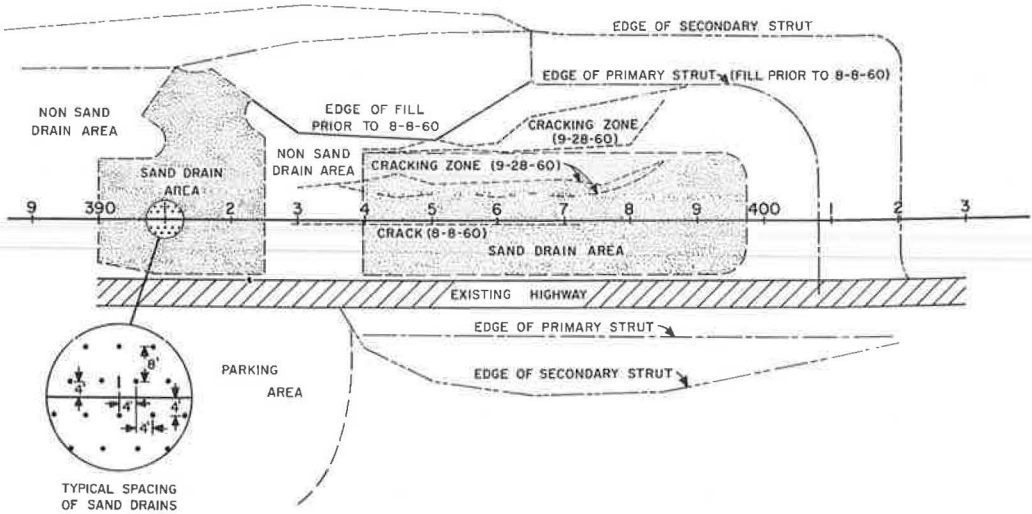 EDGE OF SECONDARY STRUT
EDGE OF PRIMARY STRUT (FILL PRIOR TO 8-8-60)
NON SAND
DRAIN AREA
EDGE OF FILL
PRIOR TO 8-8-60
CRACKING ZONE
(9-28-60)
NON SAND
DRAIN AREA
CRACKING ZONE (9-28-60)
SAND DRAIN
AREA
9 390 2 3 4 5 6 7 8 9 400 1 2 3
CRACK (8-8-60)
SAND DRAIN AREA
EXISTING HIGHWAY
EDGE OF PRIMARY STRUT
PARKING
AREA
EDGE OF SECONDARY STRUT
8'
4'
4'
4'
4'
TYPICAL SPACING
OF SAND DRAINS